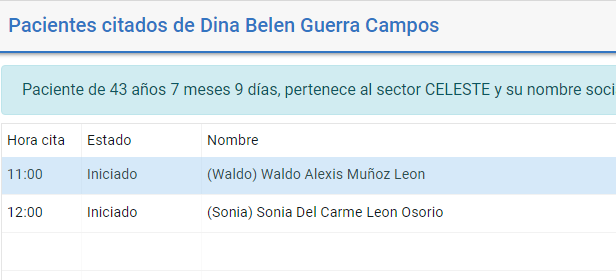 Pacientes citados de Dina Belen Guerra Campos
Paciente de 43 años 7 meses 9 días, pertenece al sector CELESTE y su nombre soci
Hora cita Estado Nombre
11:00 Iniciado (Waldo) Waldo Alexis Muñoz Leon
12:00 Iniciado (Sonia) Sonia Del Carme Leon Osorio